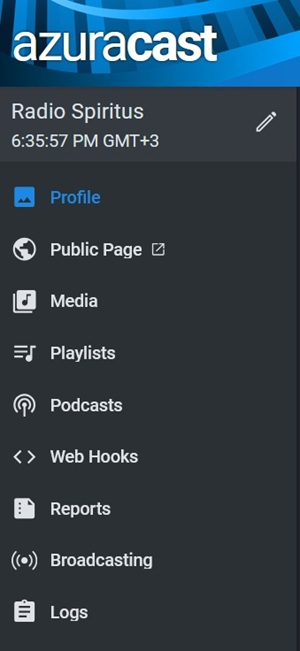 azuracast
Radio Spiritus
6:35:57 PM GMT+3
Profile
Public Page
Media
Playlists
Podcasts
Web Hooks
Reports
Broadcasting
Logs